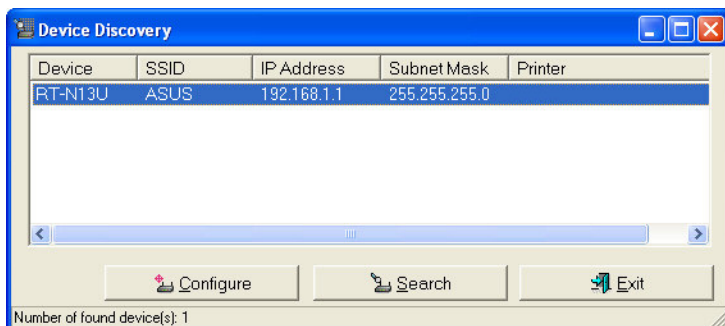 Device Discovery
Device SSID IP Address Subnet Mask Printer
RT-N13U ASUS 192.168.1.1 255.255.255.0
Configure Search Exit
Number of found device(s): 1